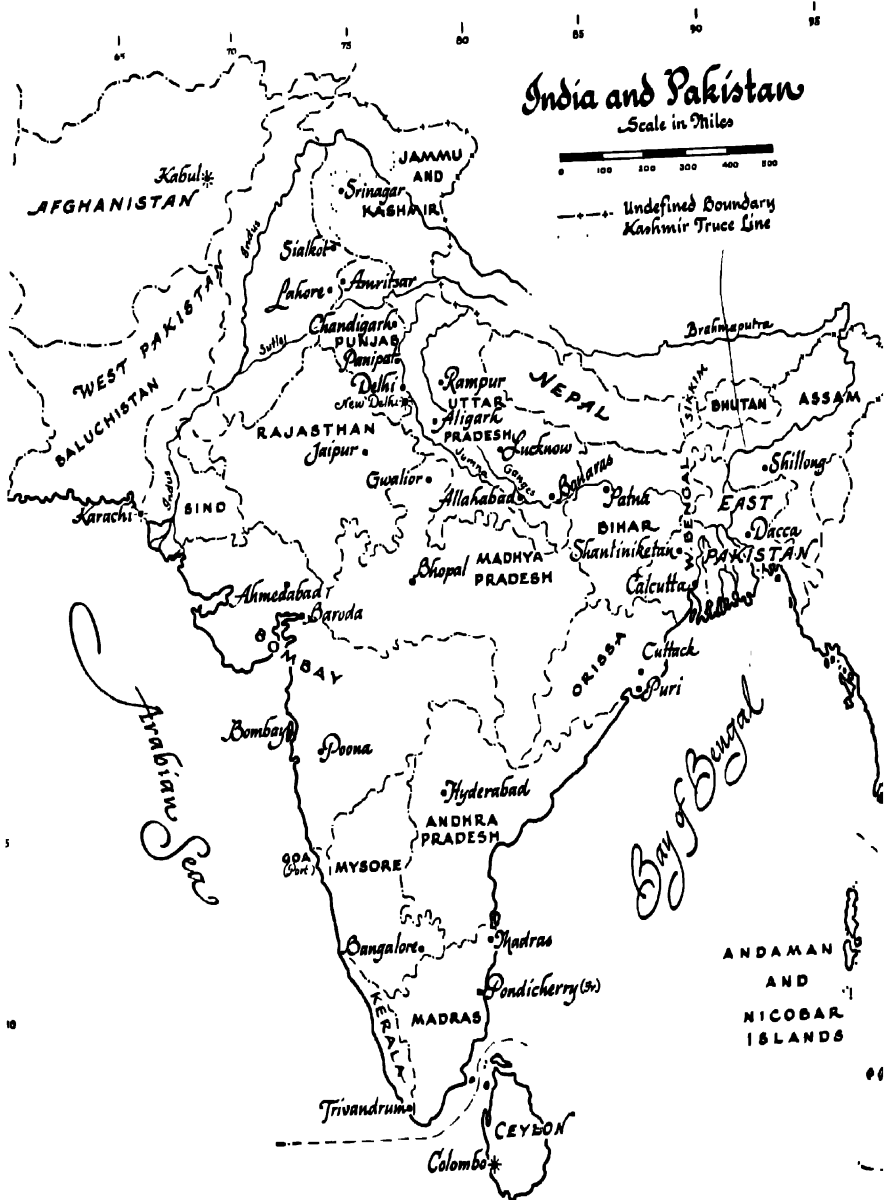 65
70
75
80
85
90
95
India and Pakistan
Scale in Miles
0 100 200 300 400 500
Undefined Boundary
Kashmir Truce Line
JAMMU
AND
KASHMIR
Kabul
AFGHANISTAN
Srinagar
Indus
Sialkot
Lahore
Amritsar
Chandigarh
PUNJAB
Sutlej
Panipat
WEST PAKISTAN
BALUCHISTAN
Delhi
New Delhi
Rampur
UTTAR
PRADESH
Aligark
NEPAL
Brahmaputra
SIKKIM
BHUTAN
ASSAM
RAJASTHAN
Jaipur
Lucknow
Jumna
Ganges
Gwalior
Allahabad
Banaras
Patna
BIHAR
W. BENGAL
Shillong
EAST
PAKISTAN
Dacca
Indus
SIND
Karachi
Shantiniketan
Bhopal
MADHYA
PRADESH
Calcutta
Ahmedabad
Baroda
BOMBAY
ORISSA
Cuttack
Puri
Arabian Sea
Bombay
Poona
Hyderabad
ANDHRA
PRADESH
Bay of Bengal
GOA
(Port)
MYSORE
Bangalore
Madras
Pondicherry (Fr.)
ANDAMAN
AND
NICOBAR
ISLANDS
KERALA
MADRAS
5
10
Trivandrum
CEYLON
Colombo